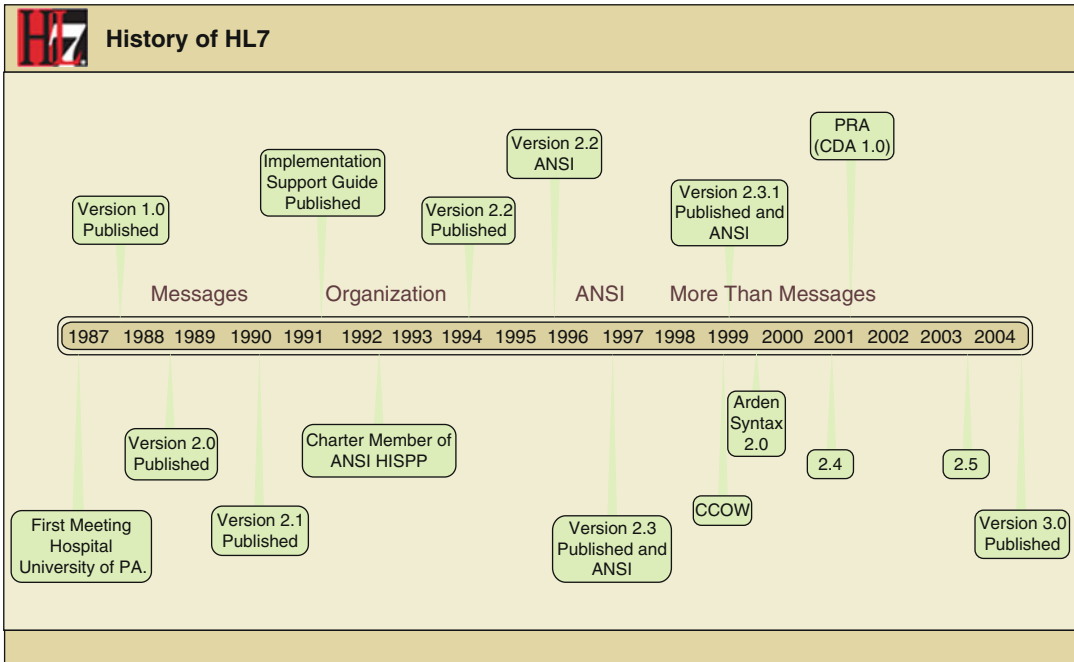 HL7
History of HL7
PRA
(CDA 1.0)
Version 2.2
ANSI
Implementation
Support Guide
Published
Version 2.3.1
Published and
ANSI
Version 1.0
Published
Version 2.2
Published
Messages
Organization
ANSI
More Than Messages
1987 1988 1989 1990 1991 1992 1993 1994 1995 1996 1997 1998 1999 2000 2001 2002 2003 2004
Arden
Syntax
2.0
Version 2.0
Published
Charter Member of
ANSI HISPP
2.4
2.5
Version 2.1
Published
CCOW
First Meeting
Hospital
University of PA.
Version 2.3
Published and
ANSI
Version 3.0
Published